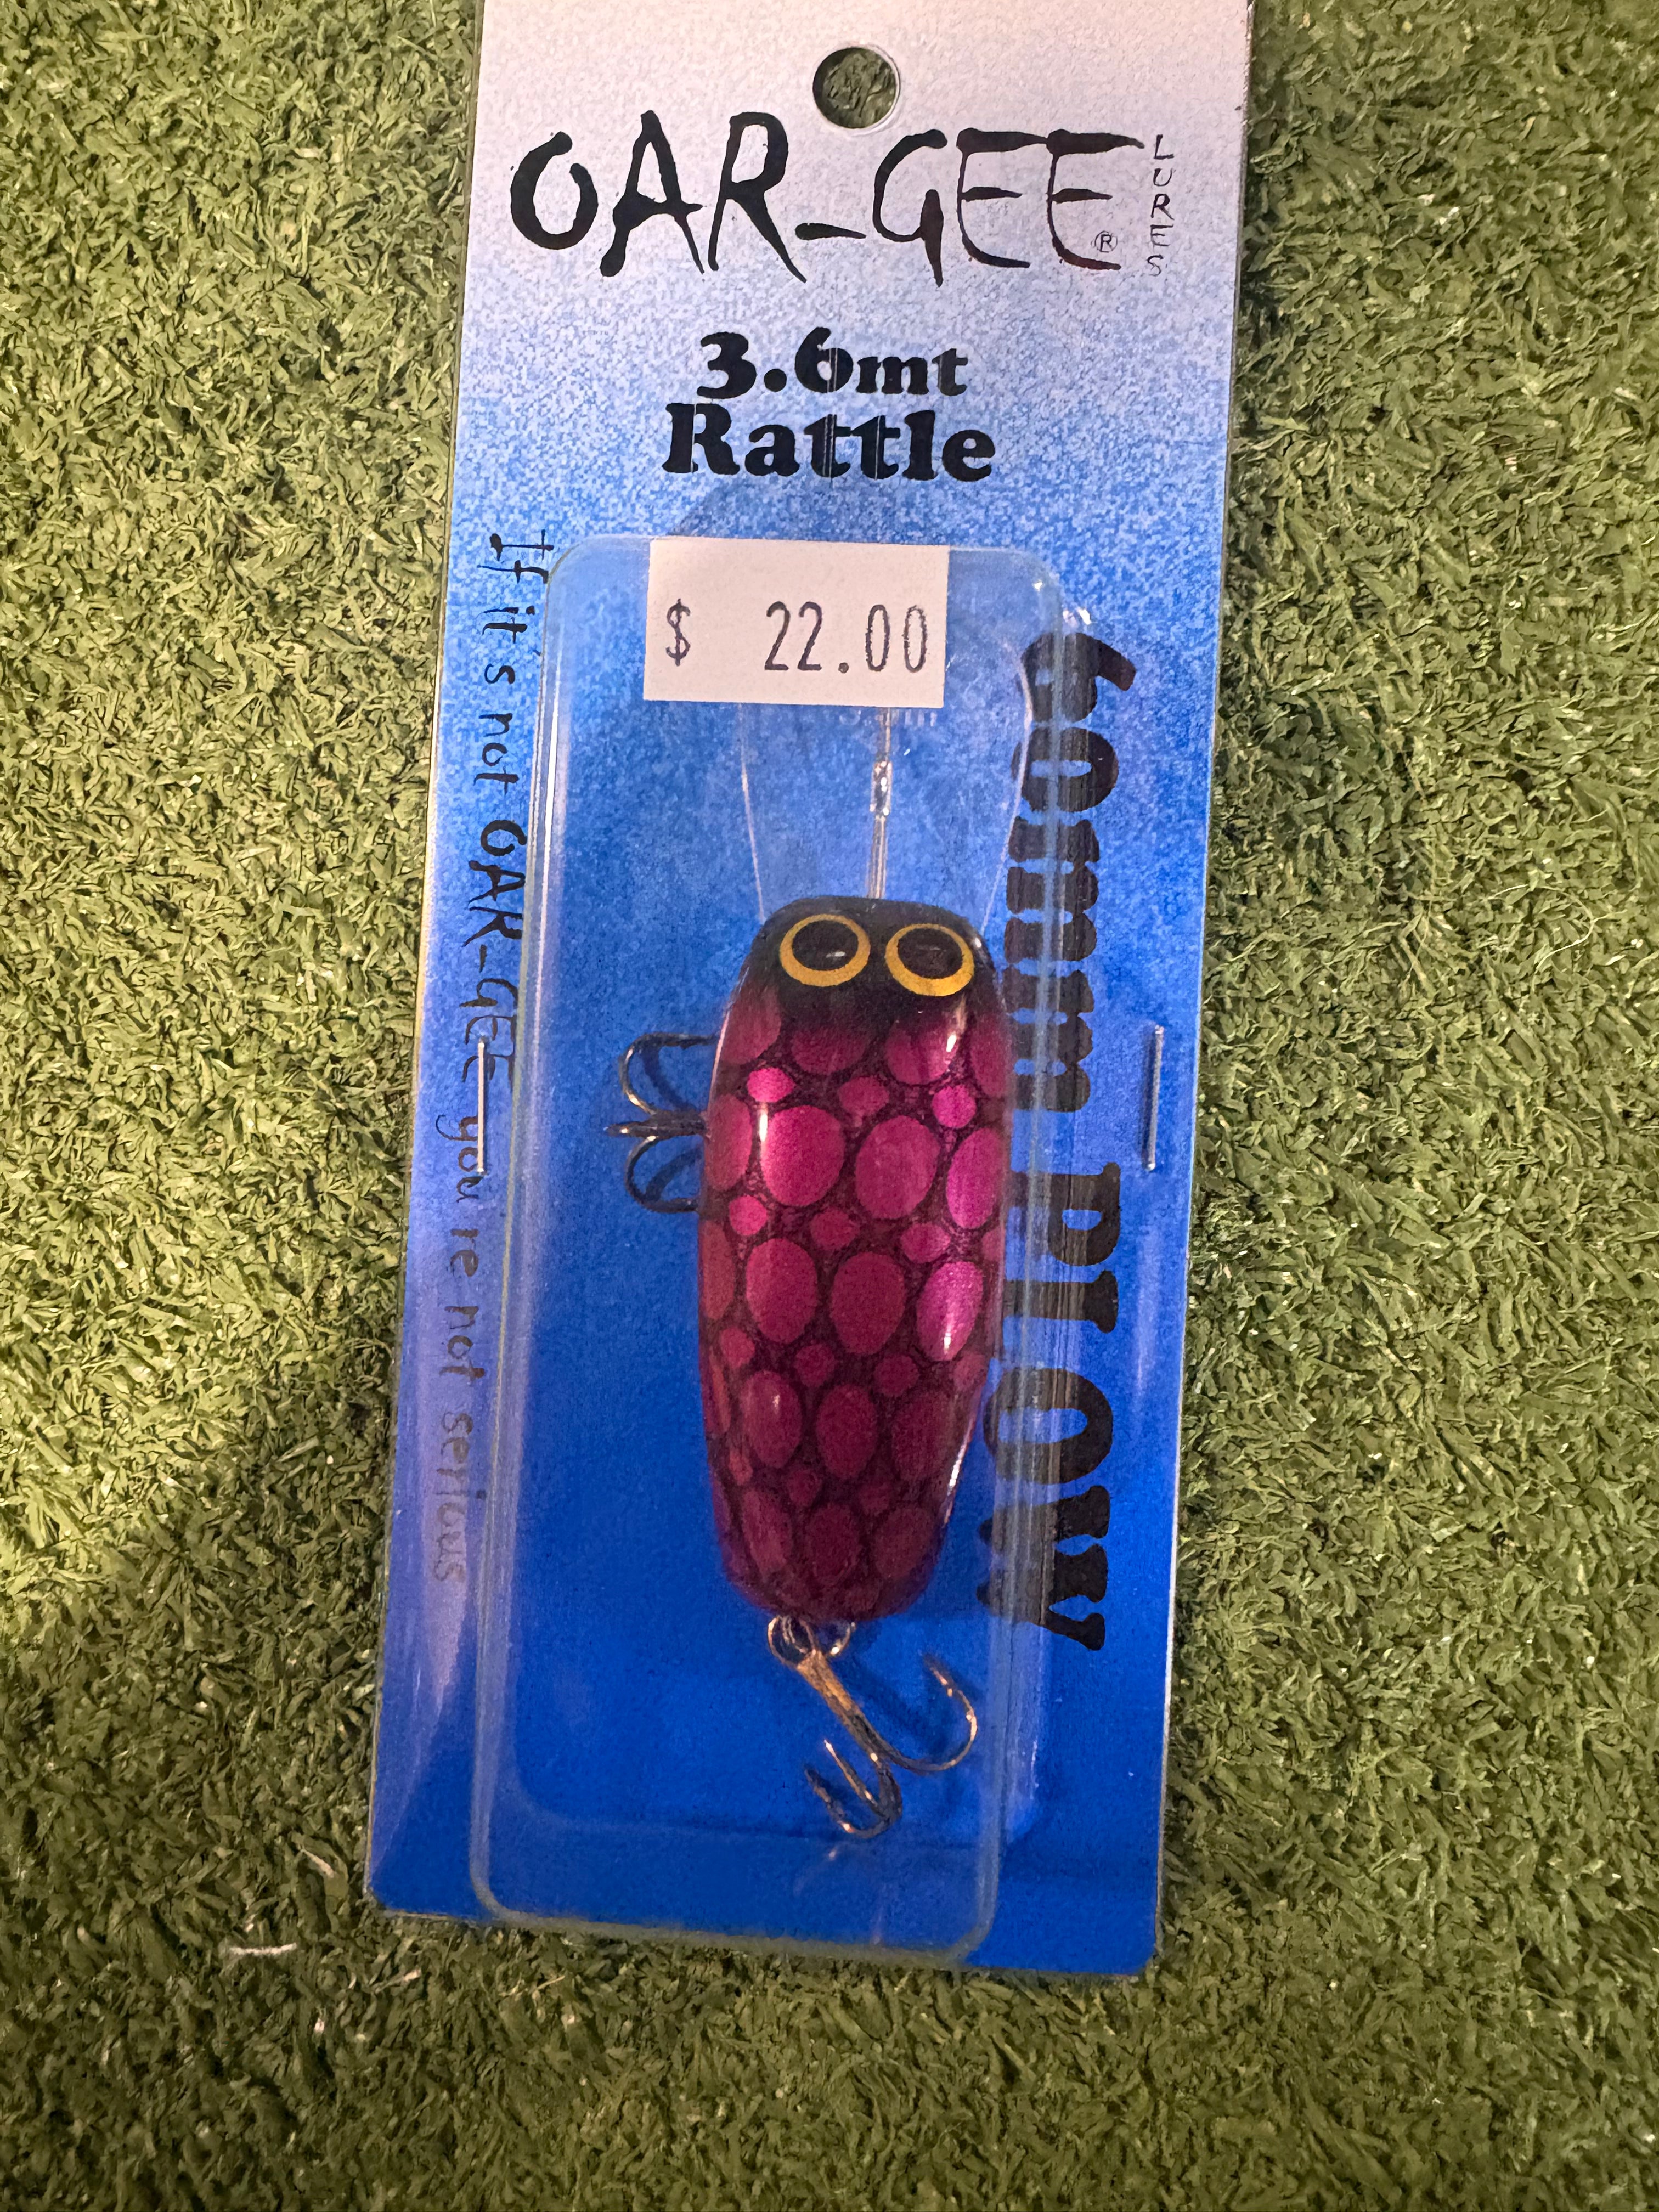 OAR-GEE®
LURES
3.6mt
Rattle
$ 22.00
If it's not OAR-GEE you're not serious
60mm PLOW